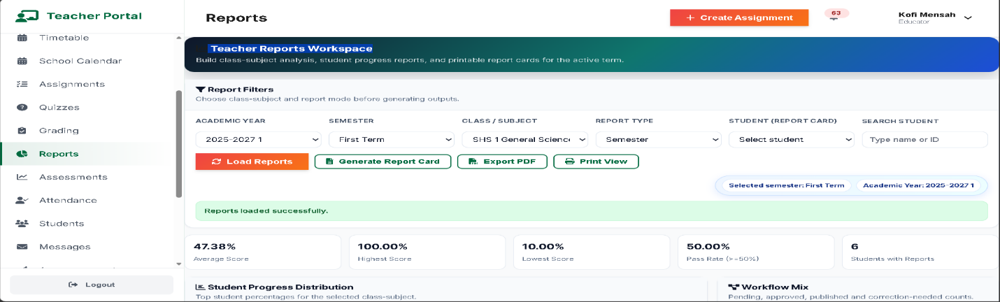 Teacher Portal
Reports
Create Assignment
63
Kofi Mensah
Educator
Timetable
School Calendar
Assignments
Quizzes
Grading
Reports
Assessments
Attendance
Students
Messages
Logout
Teacher Reports Workspace
Build class-subject analysis, student progress reports, and printable report cards for the active term.
Report Filters
Choose class-subject and report mode before generating outputs.
ACADEMIC YEAR SEMESTER CLASS / SUBJECT REPORT TYPE STUDENT (REPORT CARD) SEARCH STUDENT
2025-2027 1 First Term SHS 1 General Scienc Semester Select student Type name or ID
Load Reports Generate Report Card Export PDF Print View
Selected semester: First Term Academic Year: 2025-2027 1
Reports loaded successfully.
47.38% 100.00% 10.00% 50.00% 6
Average Score Highest Score Lowest Score Pass Rate (>=50%) Students with Reports
Student Progress Distribution
Top student percentages for the selected class-subject.
Workflow Mix
Pending, approved, published and correction-needed counts.